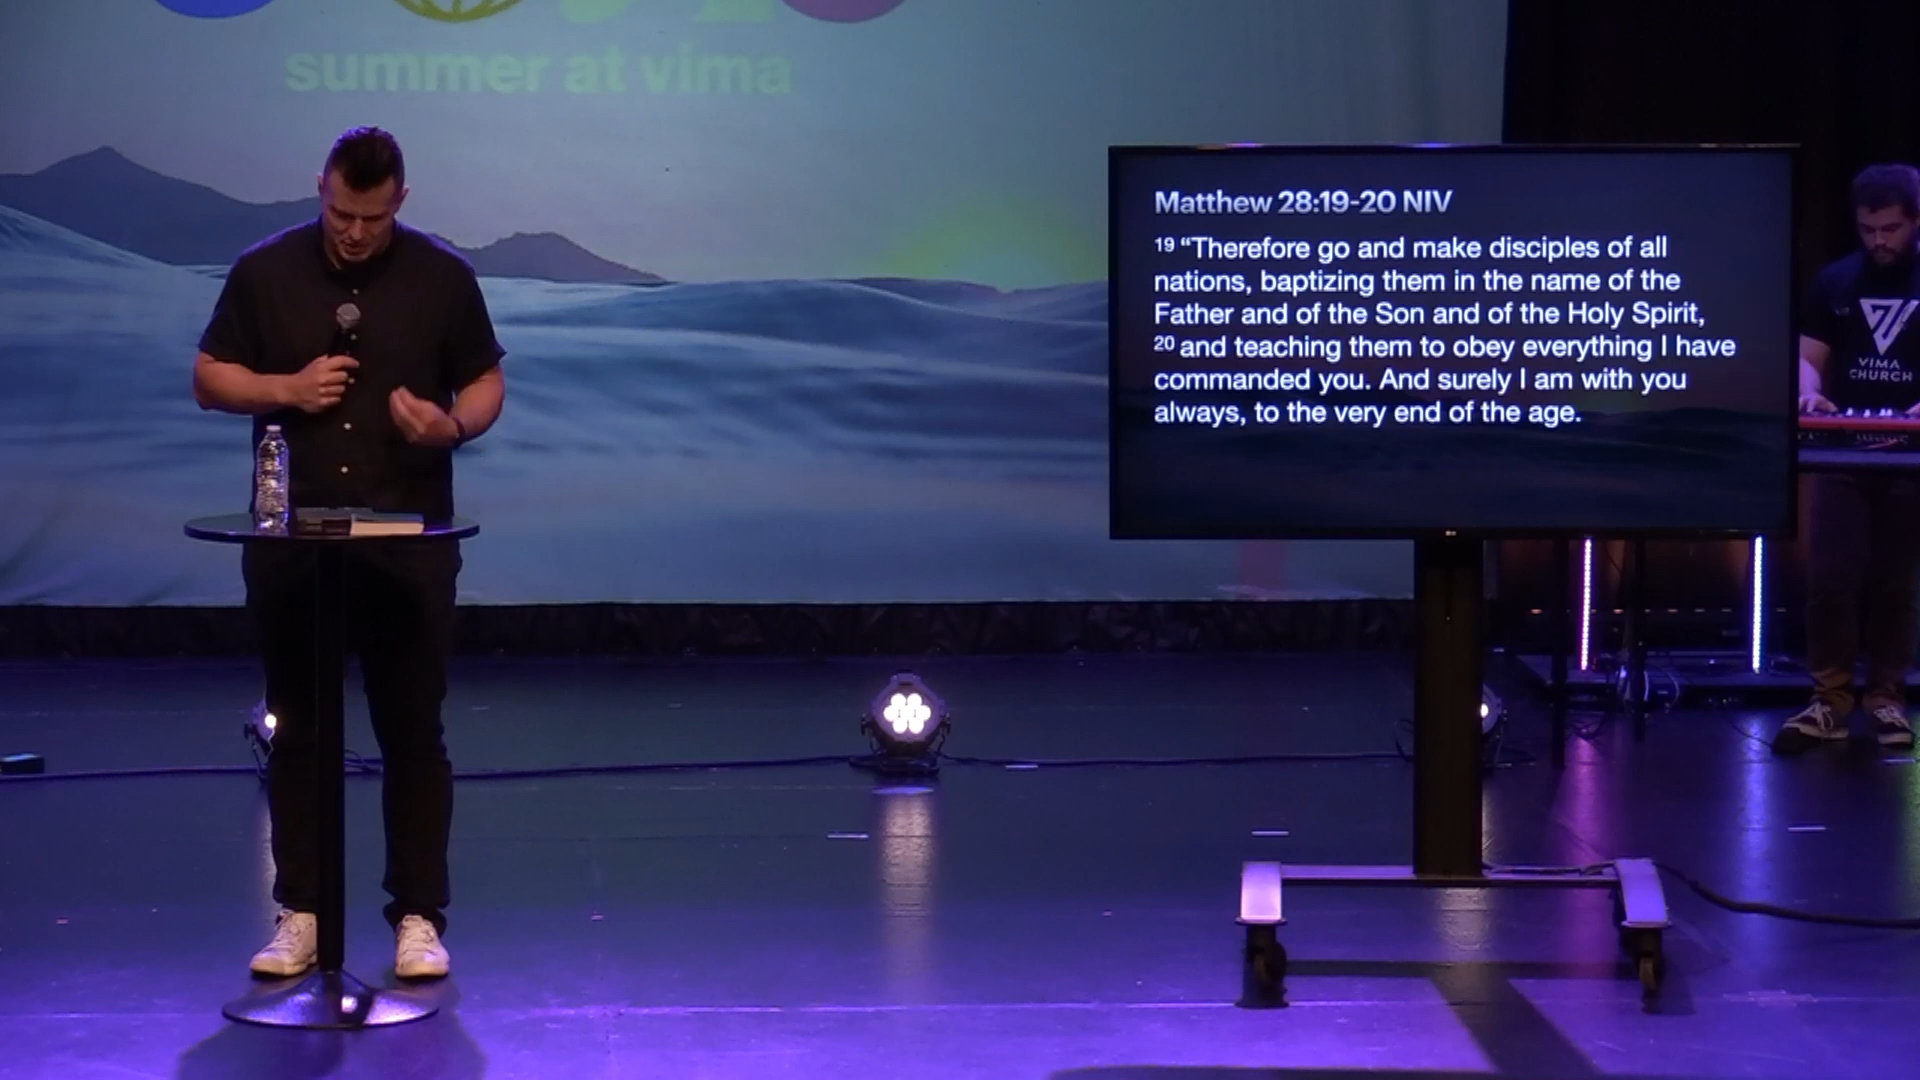 summer at vima
Matthew 28:19-20 NIV
19 “Therefore go and make disciples of all
nations, baptizing them in the name of the
Father and of the Son and of the Holy Spirit,
20 and teaching them to obey everything I have
commanded you. And surely I am with you
always, to the very end of the age.
VIMA
CHURCH